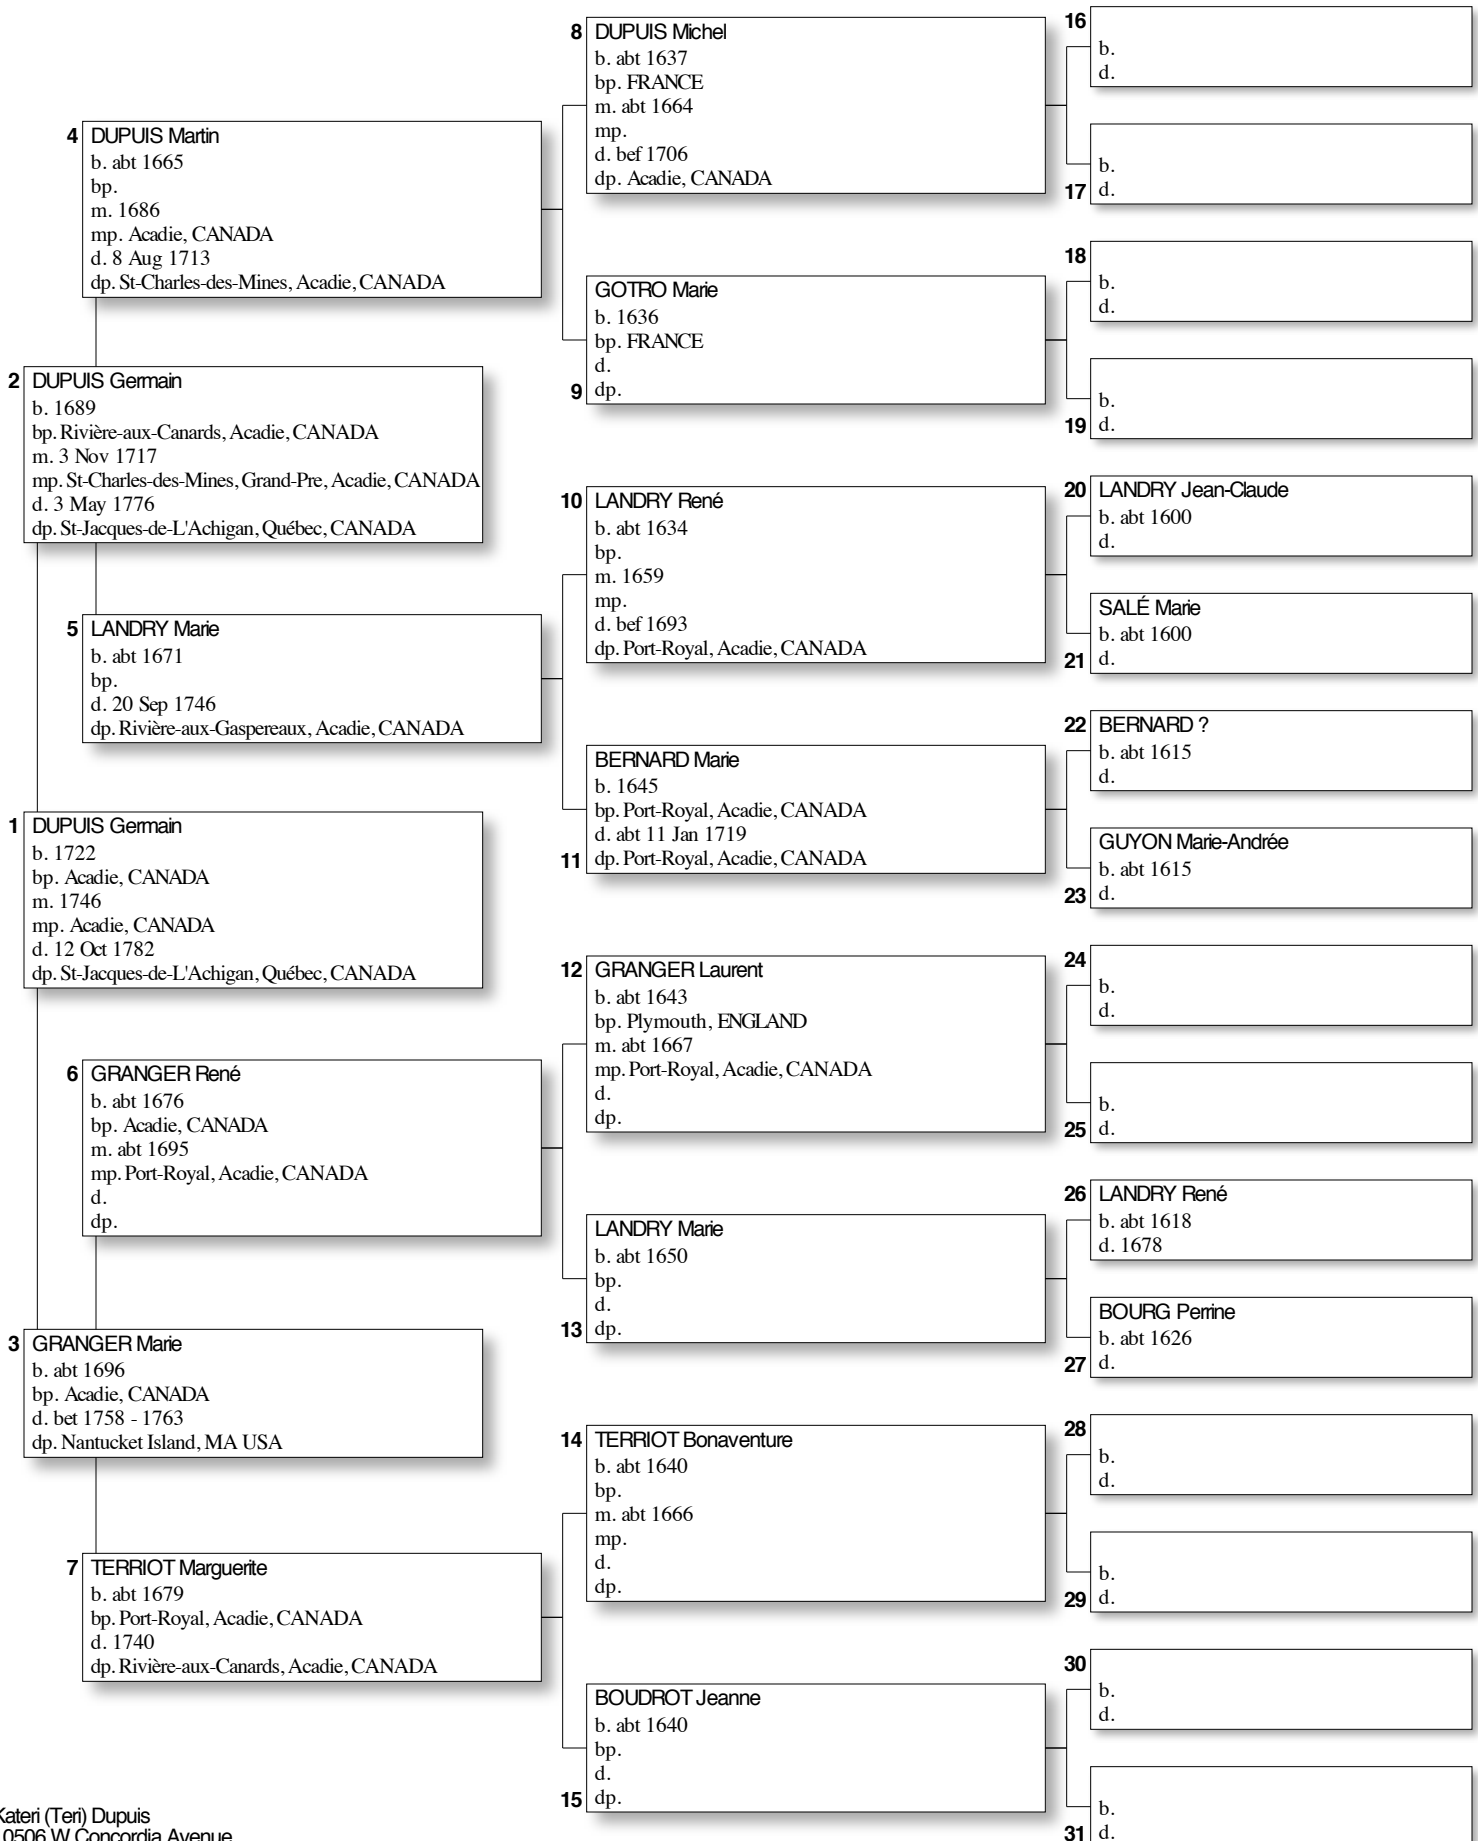 1 DUPUIS Germain
b. 1722
bp. Acadie, CANADA
m. 1746
mp. Acadie, CANADA
d. 12 Oct 1782
dp. St-Jacques-de-L'Achigan, Québec, CANADA
2 DUPUIS Germain
b. 1689
bp. Rivière-aux-Canards, Acadie, CANADA
m. 3 Nov 1717
mp. St-Charles-des-Mines, Grand-Pre, Acadie, CANADA
d. 3 May 1776
dp. St-Jacques-de-L'Achigan, Québec, CANADA
3 GRANGER Marie
b. abt 1696
bp. Acadie, CANADA
d. bet 1758 - 1763
dp. Nantucket Island, MA USA
4 DUPUIS Martin
b. abt 1665
bp.
m. 1686
mp. Acadie, CANADA
d. 8 Aug 1713
dp. St-Charles-des-Mines, Acadie, CANADA
5 LANDRY Marie
b. abt 1671
bp.
d. 20 Sep 1746
dp. Rivière-aux-Gaspereaux, Acadie, CANADA
6 GRANGER René
b. abt 1676
bp. Acadie, CANADA
m. abt 1695
mp. Port-Royal, Acadie, CANADA
d.
dp.
7 TERRIOT Marguerite
b. abt 1679
bp. Port-Royal, Acadie, CANADA
d. 1740
dp. Rivière-aux-Canards, Acadie, CANADA
8 DUPUIS Michel
b. abt 1637
bp. FRANCE
m. abt 1664
mp.
d. bef 1706
dp. Acadie, CANADA
GOTRO Marie
b. 1636
bp. FRANCE
d.
9 dp.
10 LANDRY René
b. abt 1634
bp.
m. 1659
mp.
d. bef 1693
dp. Port-Royal, Acadie, CANADA
BERNARD Marie
b. 1645
bp. Port-Royal, Acadie, CANADA
d. abt 11 Jan 1719
11 dp. Port-Royal, Acadie, CANADA
12 GRANGER Laurent
b. abt 1643
bp. Plymouth, ENGLAND
m. abt 1667
mp. Port-Royal, Acadie, CANADA
d.
dp.
LANDRY Marie
b. abt 1650
bp.
d.
13 dp.
14 TERRIOT Bonaventure
b. abt 1640
bp.
m. abt 1666
mp.
d.
dp.
BOUDROT Jeanne
b. abt 1640
bp.
d.
15 dp.
16
b.
d.
b.
17 d.
18
b.
d.
b.
19 d.
20 LANDRY Jean-Claude
b. abt 1600
d.
SALÉ Marie
b. abt 1600
21 d.
22 BERNARD ?
b. abt 1615
d.
GUYON Marie-Andrée
b. abt 1615
23 d.
24
b.
d.
b.
25 d.
26 LANDRY René
b. abt 1618
d. 1678
BOURG Perrine
b. abt 1626
27 d.
28
b.
d.
b.
29 d.
30
b.
d.
b.
31 d.
Kateri (Teri) Dupuis
0506 W Concordia Avenue